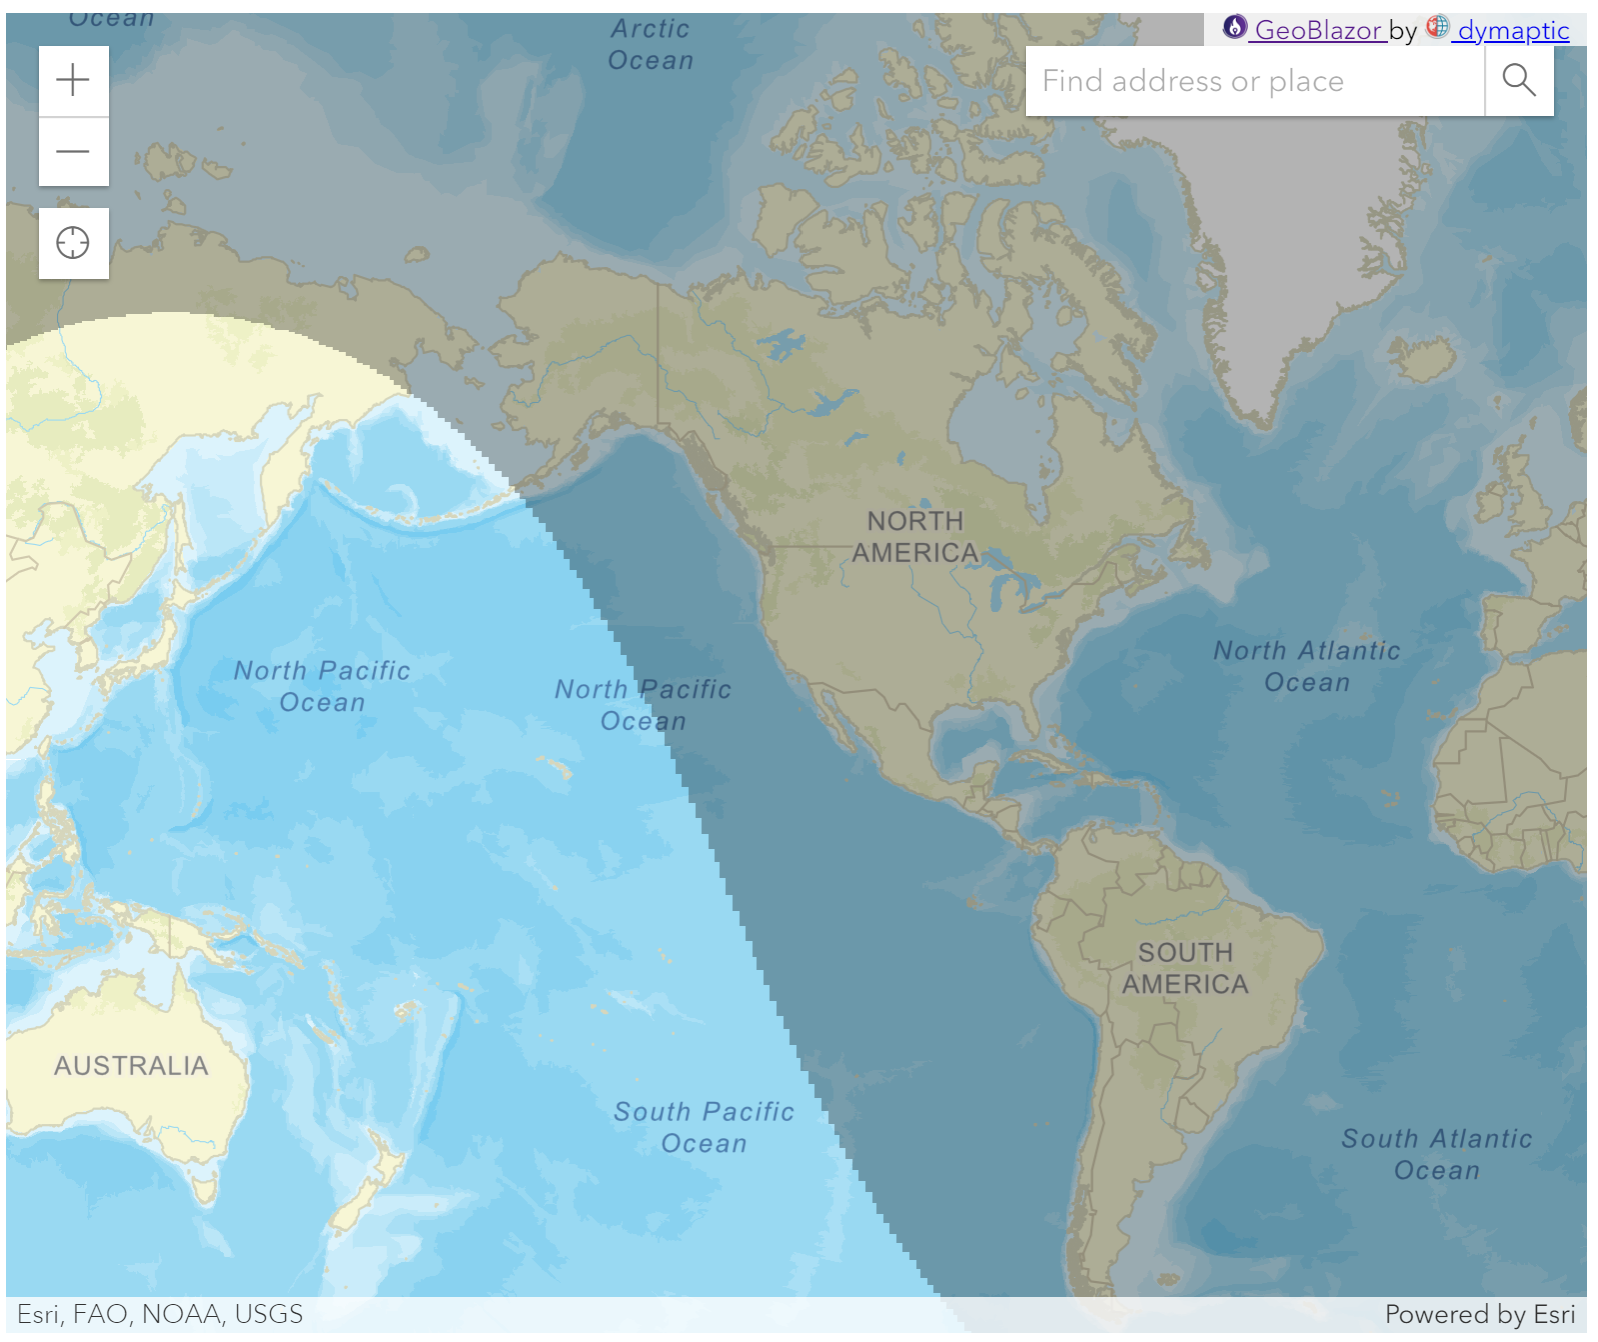 Ocean
Arctic
Ocean
GeoBlazor by dymaptic
Find address or place
NORTH
AMERICA
North Pacific
Ocean
North Pacific
Ocean
North Atlantic
Ocean
SOUTH
AMERICA
AUSTRALIA
South Pacific
Ocean
South Atlantic
Ocean
Esri, FAO, NOAA, USGS
Powered by Esri